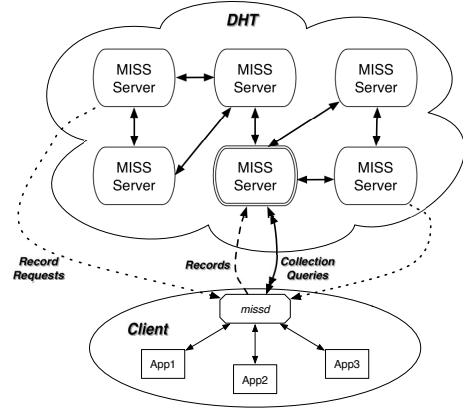 DHT
MISS
Server
MISS
Server
MISS
Server
MISS
Server
MISS
Server
MISS
Server
Record
Requests
Records
Collection
Queries
missd
Client
App1
App2
App3